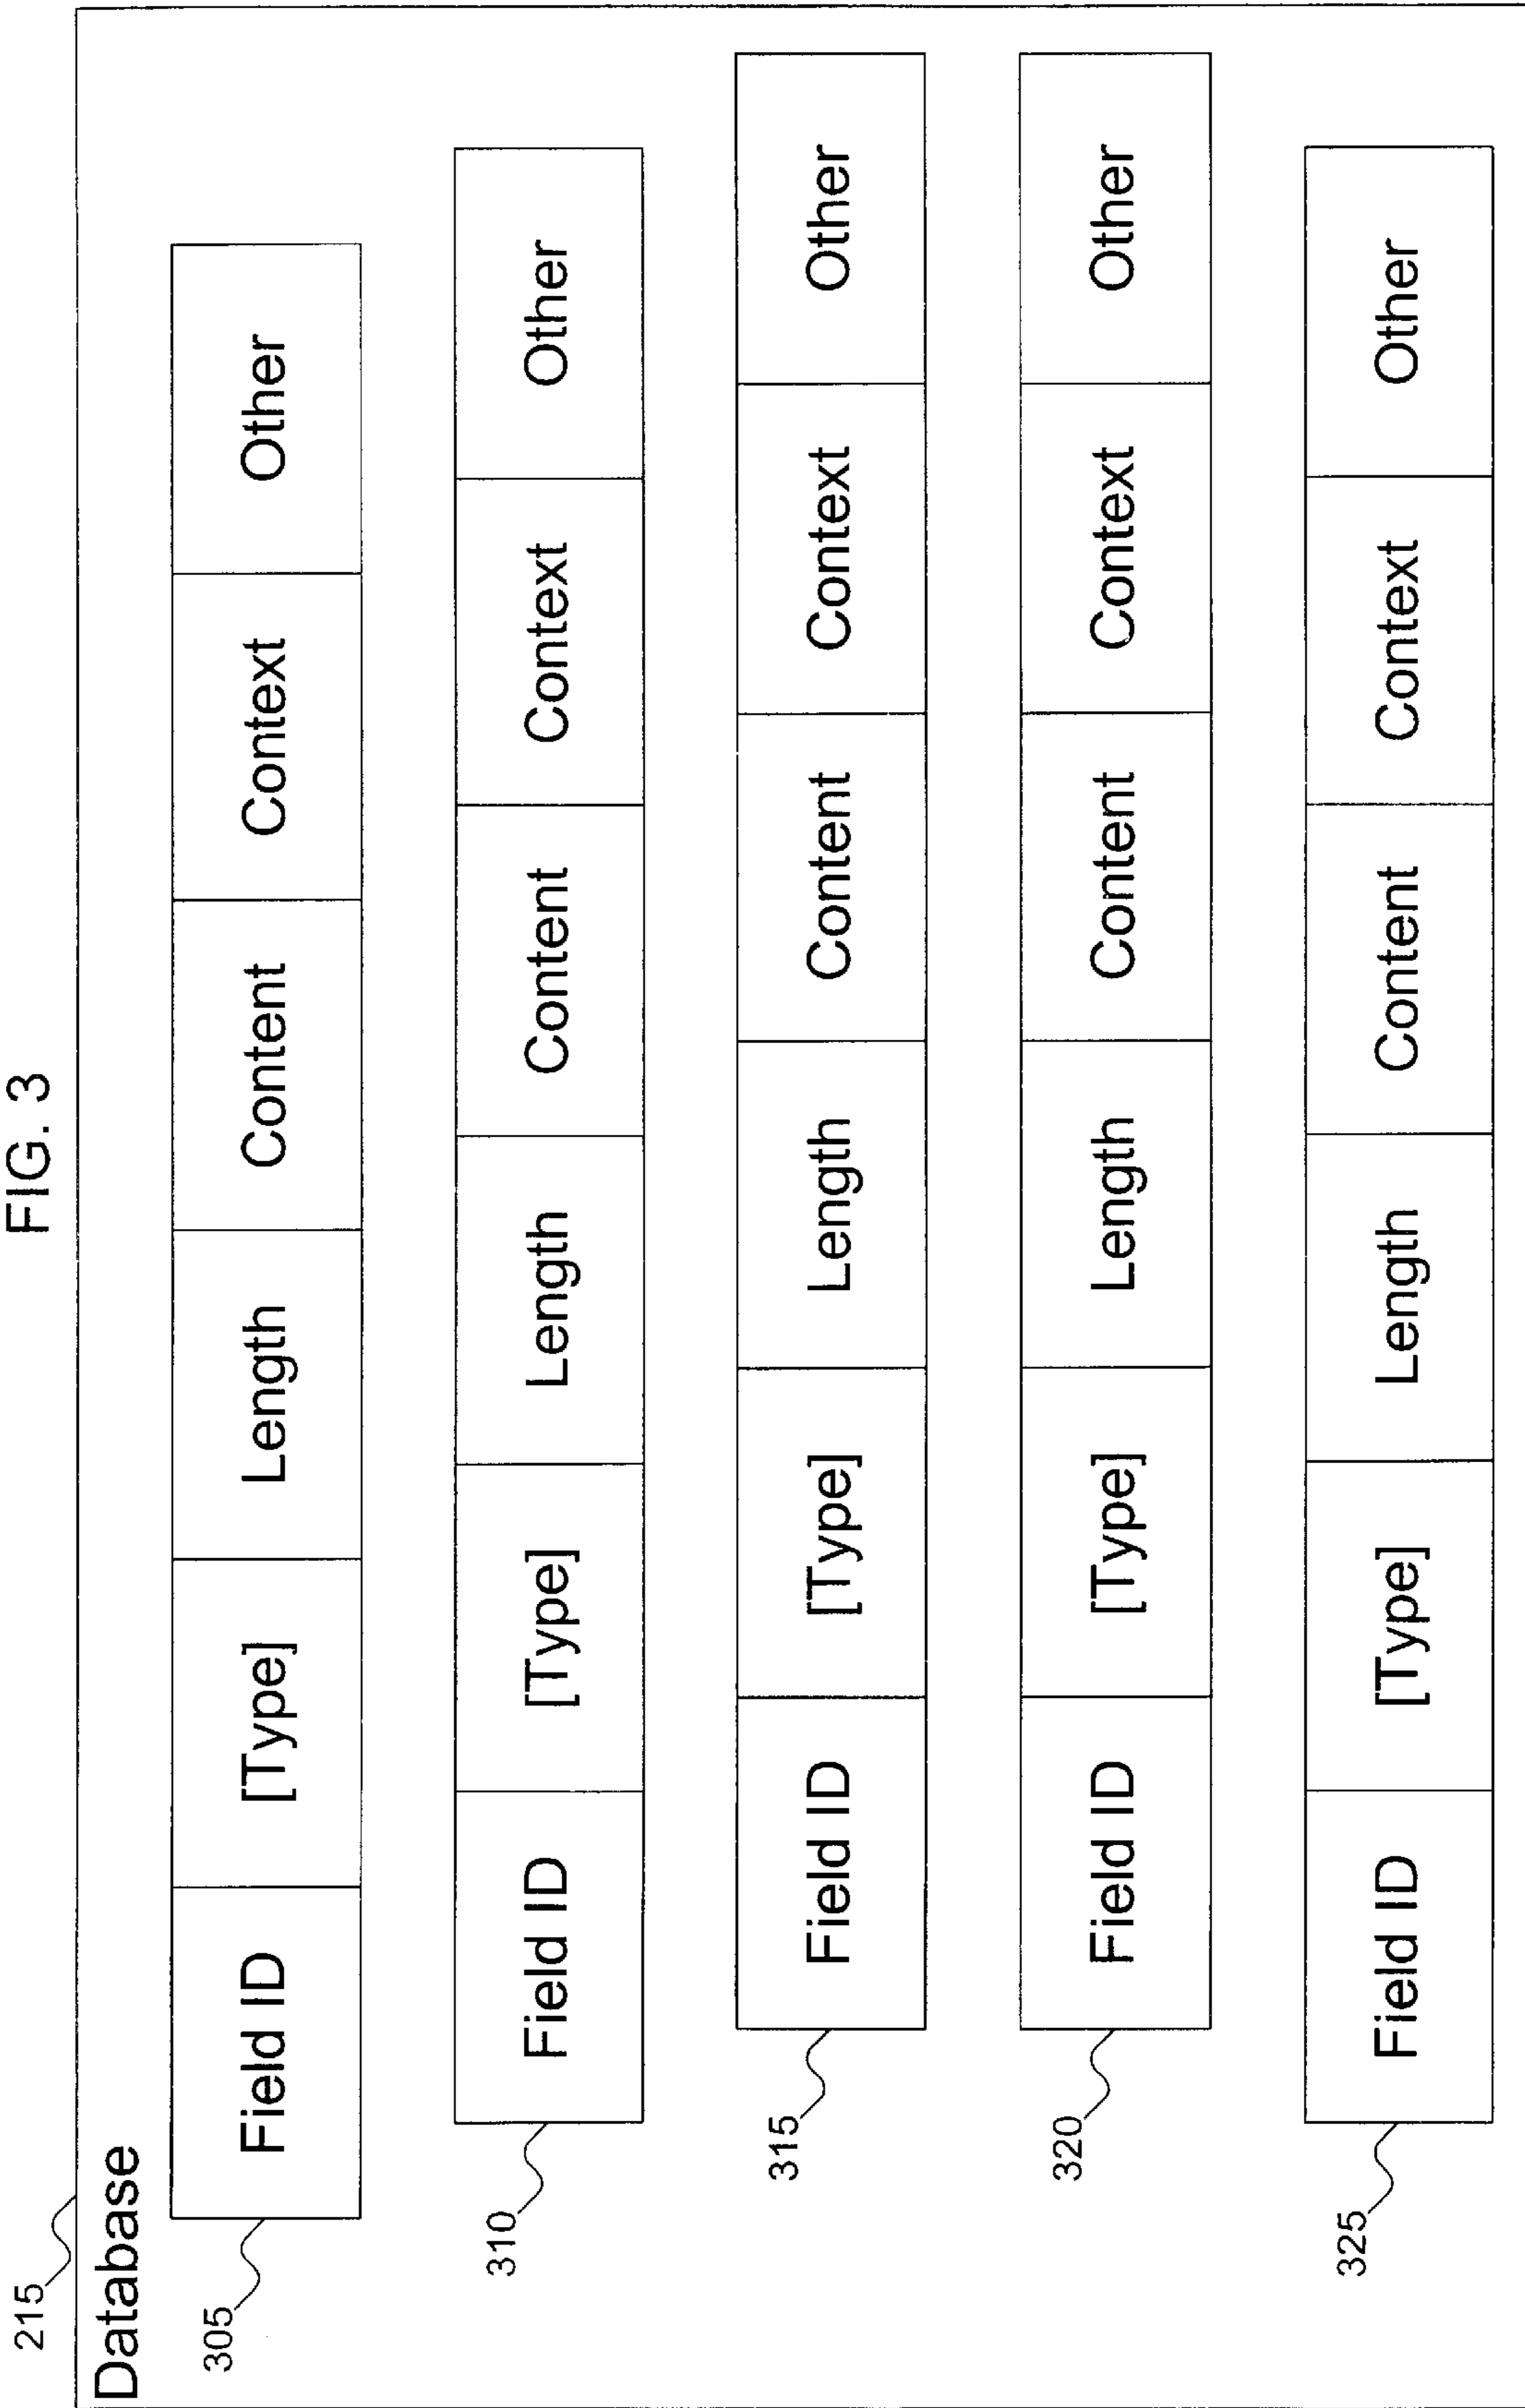 FIG. 3
215
Database
305
Field ID [Type] Length Content Context Other
310
Field ID [Type] Length Content Context Other
315
Field ID [Type] Length Content Context Other
320
Field ID [Type] Length Content Context Other
325
Field ID [Type] Length Content Context Other